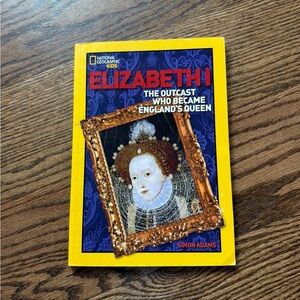 NATIONAL
GEOGRAPHIC
KIDS
ELIZABETH I
THE OUTCAST
WHO BECAME
ENGLAND'S QUEEN
SIMON ADAMS